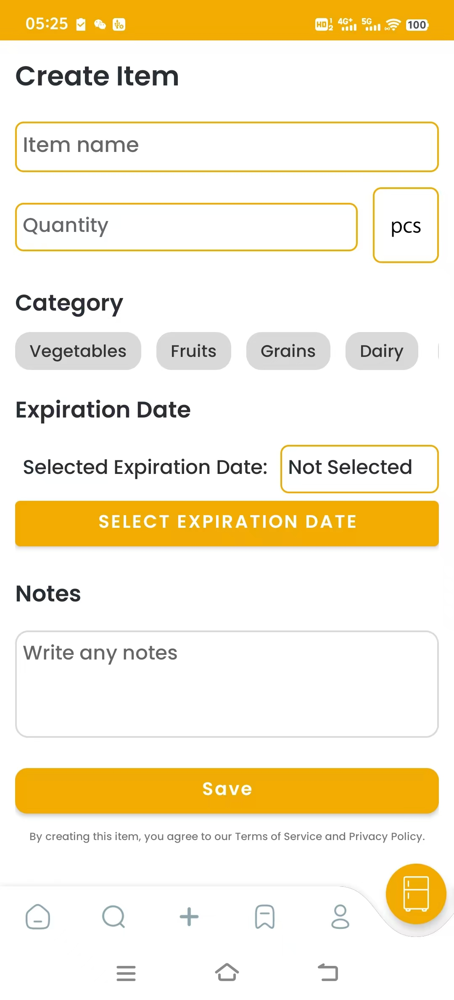 05:25 HD 1 2 4G+ 5G 100
Create Item
Item name
Quantity
pcs
Category
Vegetables Fruits Grains Dairy
Expiration Date
Selected Expiration Date: Not Selected
SELECT EXPIRATION DATE
Notes
Write any notes
Save
By creating this item, you agree to our Terms of Service and Privacy Policy.